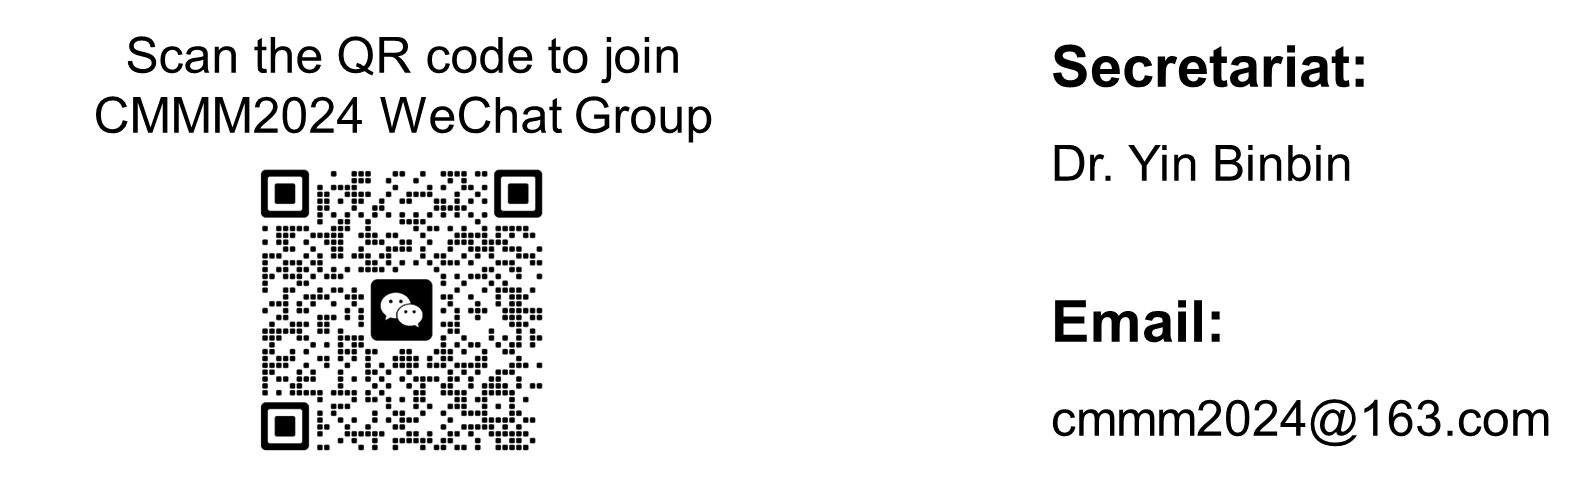 Scan the QR code to join
CMMM2024 WeChat Group
Secretariat:
Dr. Yin Binbin
Email:
cmmm2024@163.com